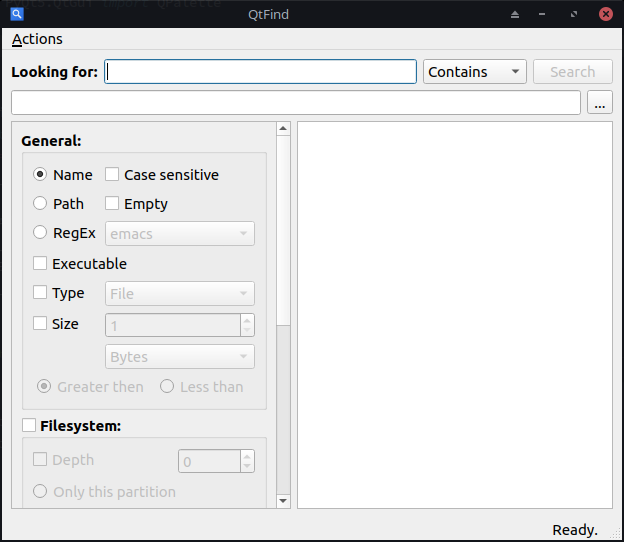 QtFind
Actions
Looking for: Contains Search
...
General:
Name Case sensitive
Path Empty
RegEx emacs
Executable
Type File
Size 1
Bytes
Greater then Less than
Filesystem:
Depth 0
Only this partition
Ready.